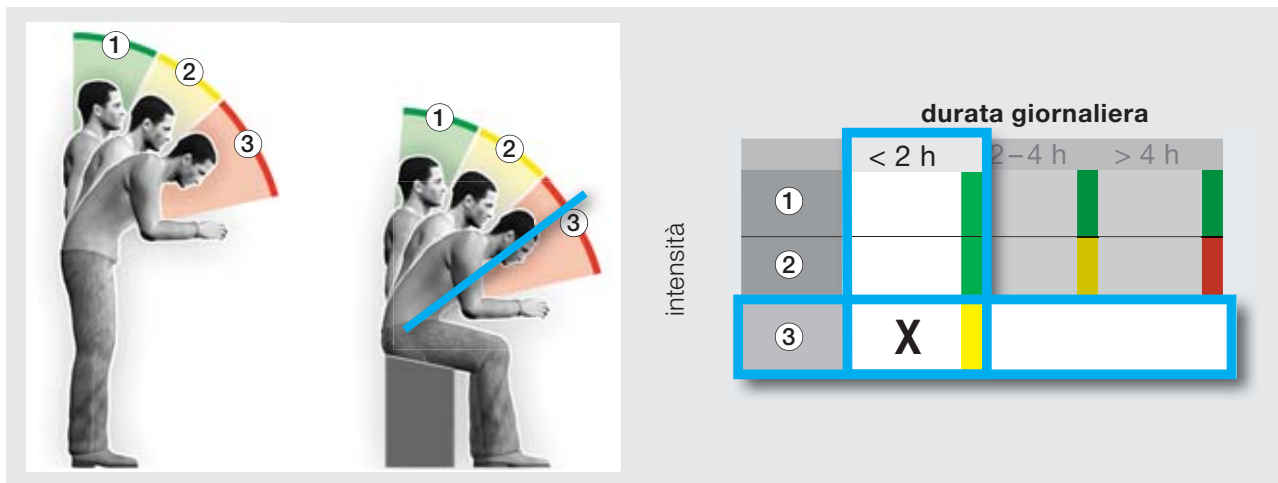 1
2
3
1
2
3
durata giornaliera
< 2 h 2–4 h > 4 h
intensità
1
2
3 X